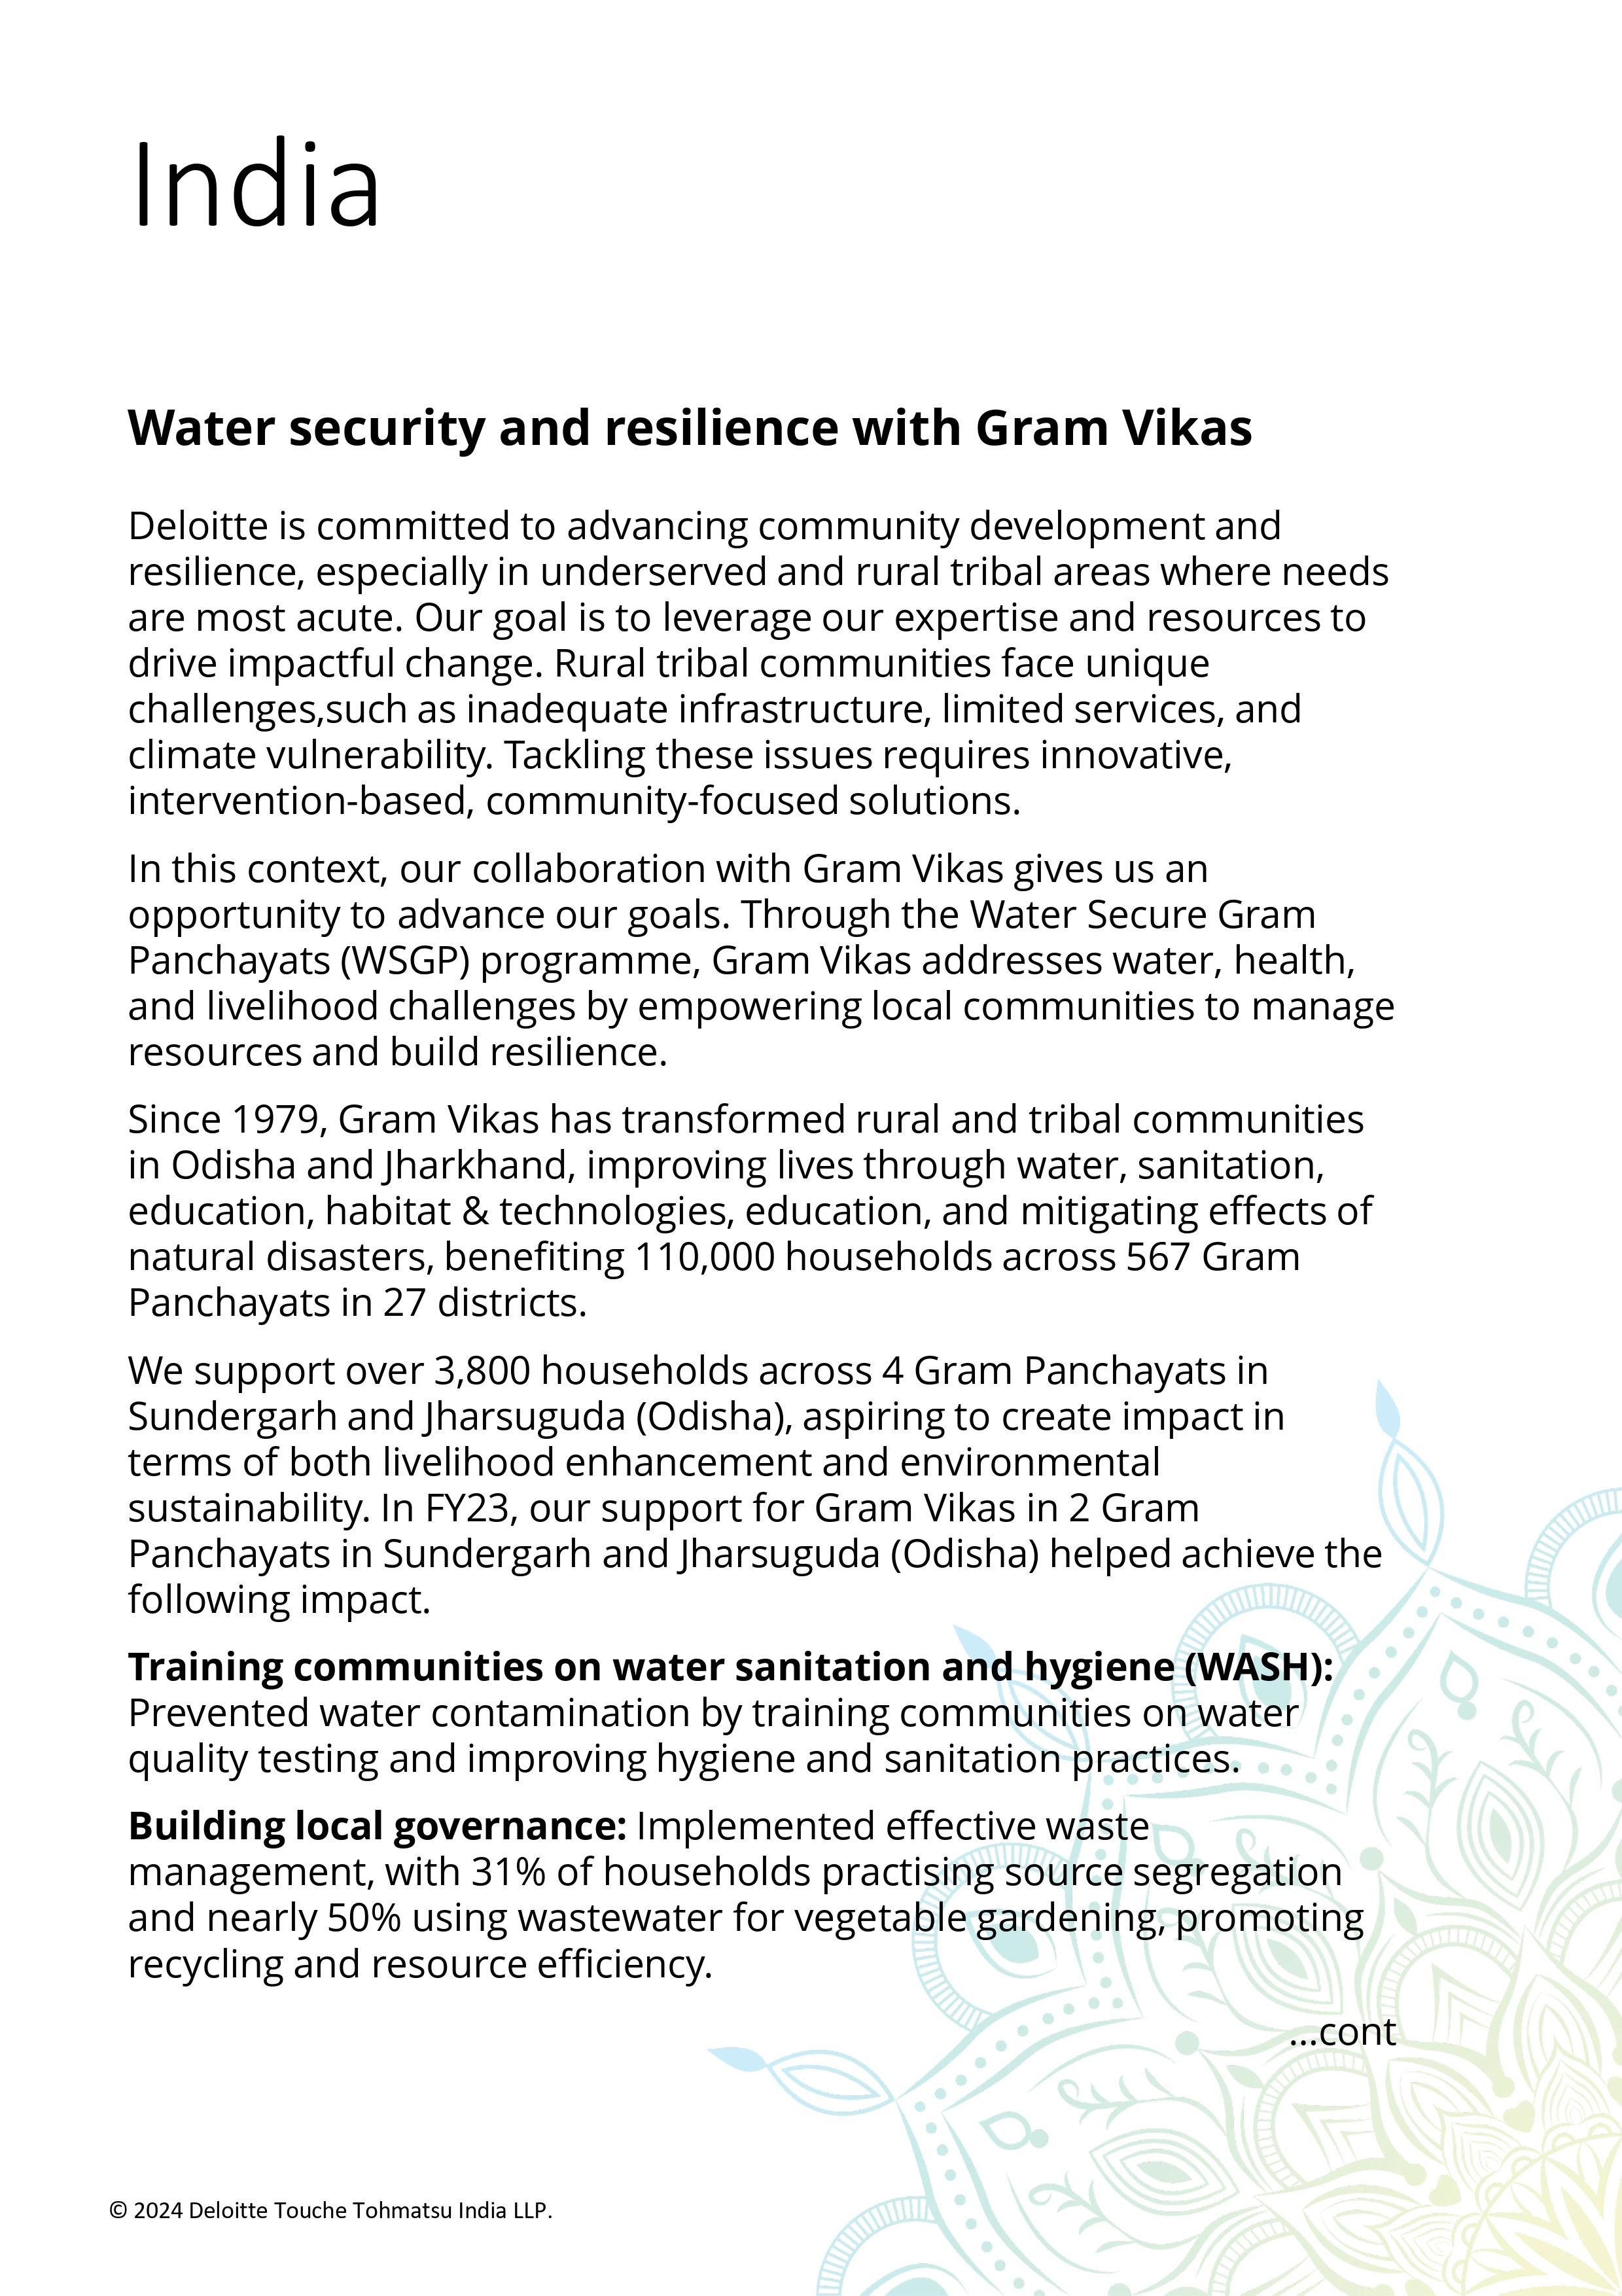 India
Water security and resilience with Gram Vikas
Deloitte is committed to advancing community development and
resilience, especially in underserved and rural tribal areas where needs
are most acute. Our goal is to leverage our expertise and resources to
drive impactful change. Rural tribal communities face unique
challenges,such as inadequate infrastructure, limited services, and
climate vulnerability. Tackling these issues requires innovative,
intervention-based, community-focused solutions.
In this context, our collaboration with Gram Vikas gives us an
opportunity to advance our goals. Through the Water Secure Gram
Panchayats (WSGP) programme, Gram Vikas addresses water, health,
and livelihood challenges by empowering local communities to manage
resources and build resilience.
Since 1979, Gram Vikas has transformed rural and tribal communities
in Odisha and Jharkhand, improving lives through water, sanitation,
education, habitat & technologies, education, and mitigating effects of
natural disasters, benefiting 110,000 households across 567 Gram
Panchayats in 27 districts.
We support over 3,800 households across 4 Gram Panchayats in
Sundergarh and Jharsuguda (Odisha), aspiring to create impact in
terms of both livelihood enhancement and environmental
sustainability. In FY23, our support for Gram Vikas in 2 Gram
Panchayats in Sundergarh and Jharsuguda (Odisha) helped achieve the
following impact.
Training communities on water sanitation and hygiene (WASH):
Prevented water contamination by training communities on water
quality testing and improving hygiene and sanitation practices.
Building local governance: Implemented effective waste
management, with 31% of households practising source segregation
and nearly 50% using wastewater for vegetable gardening, promoting
recycling and resource efficiency.
...cont
© 2024 Deloitte Touche Tohmatsu India LLP.